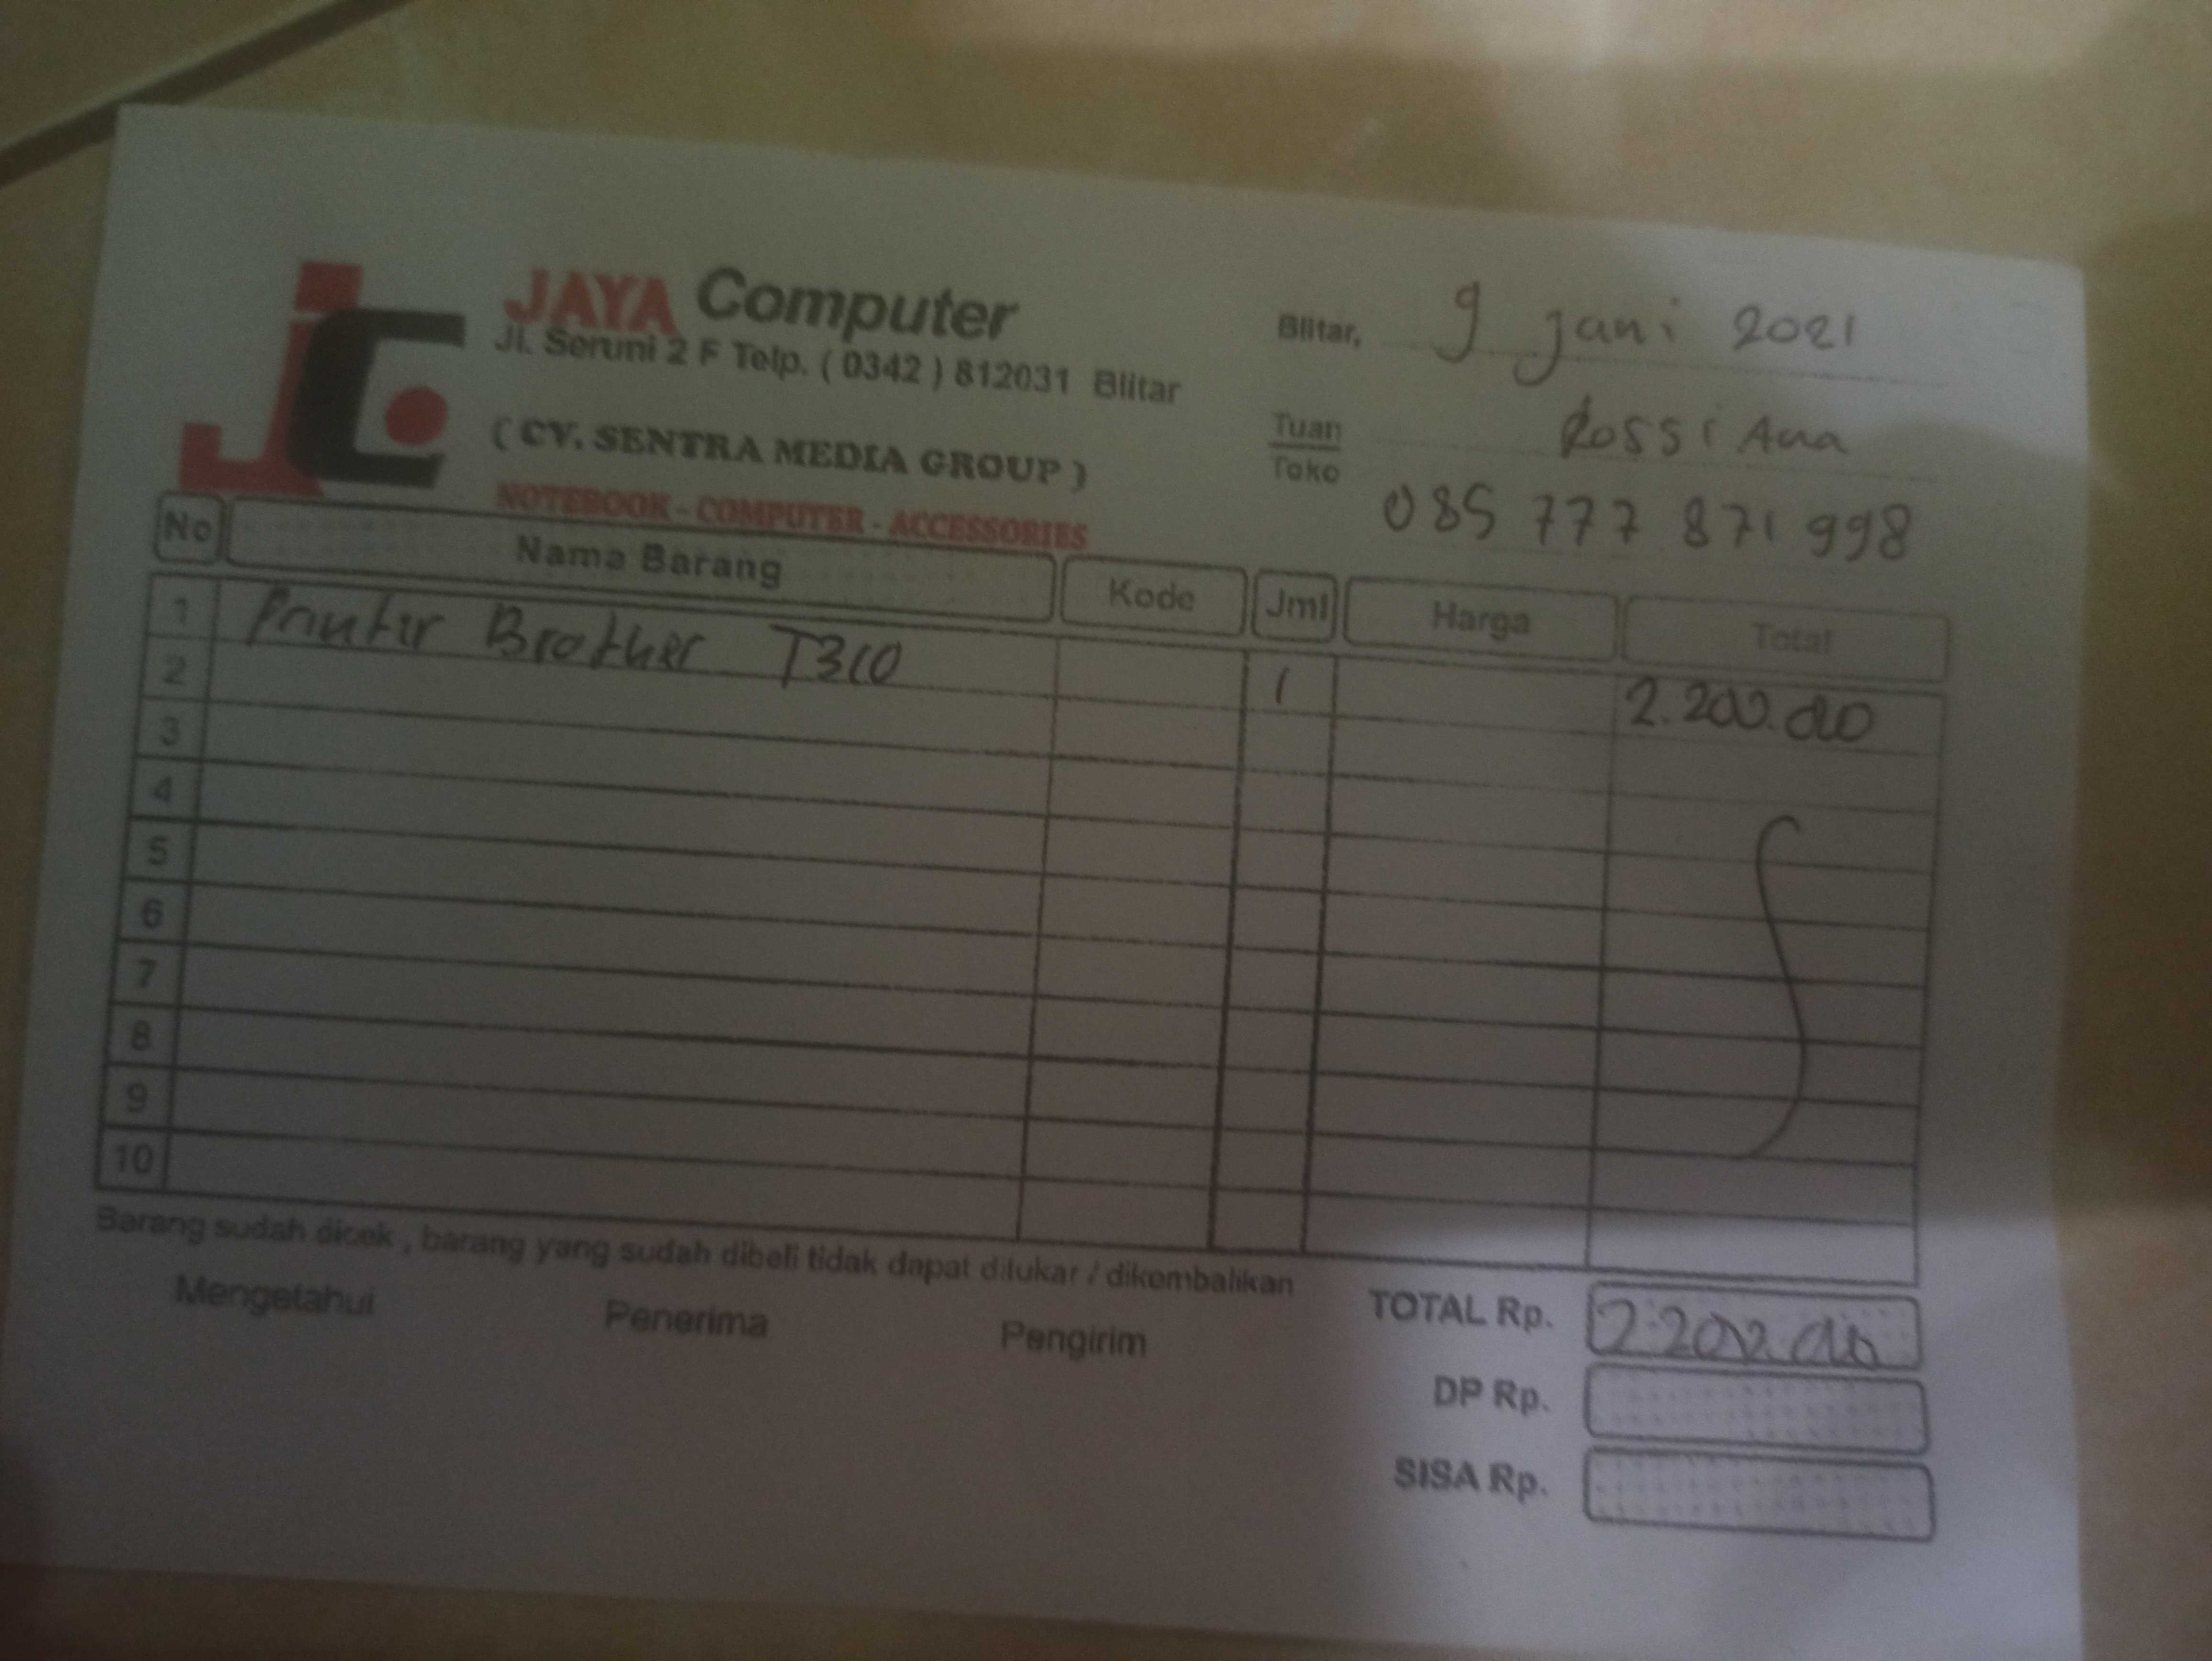 JAYA Computer
Jl. Seruni 2 F Telp. ( 0342 ) 812031 Blitar
( CV. SENTRA MEDIA GROUP )
NOTEBOOK - COMPUTER - ACCESSORIES
Blitar, 9 juni 2021
Tuan Rossi Ana
Toko
085 777 871 998
No Nama Barang Kode Jml Harga Total
1 Printer Brother T310 1 2.200.000
2
3
4
5
6
7
8
9
10
Barang sudah dicek , barang yang sudah dibeli tidak dapat ditukar / dikembalikan
Mengetahui Penerima Pengirim
TOTAL Rp. 2.200.000
DP Rp.
SISA Rp.